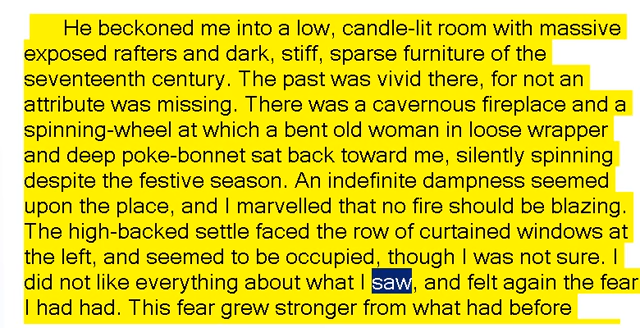 He beckoned me into a low, candle-lit room with massive
exposed rafters and dark, stiff, sparse furniture of the
seventeenth century. The past was vivid there, for not an
attribute was missing. There was a cavernous fireplace and a
spinning-wheel at which a bent old woman in loose wrapper
and deep poke-bonnet sat back toward me, silently spinning
despite the festive season. An indefinite dampness seemed
upon the place, and I marvelled that no fire should be blazing.
The high-backed settle faced the row of curtained windows at
the left, and seemed to be occupied, though I was not sure. I
did not like everything about what I saw, and felt again the fear
I had had. This fear grew stronger from what had before